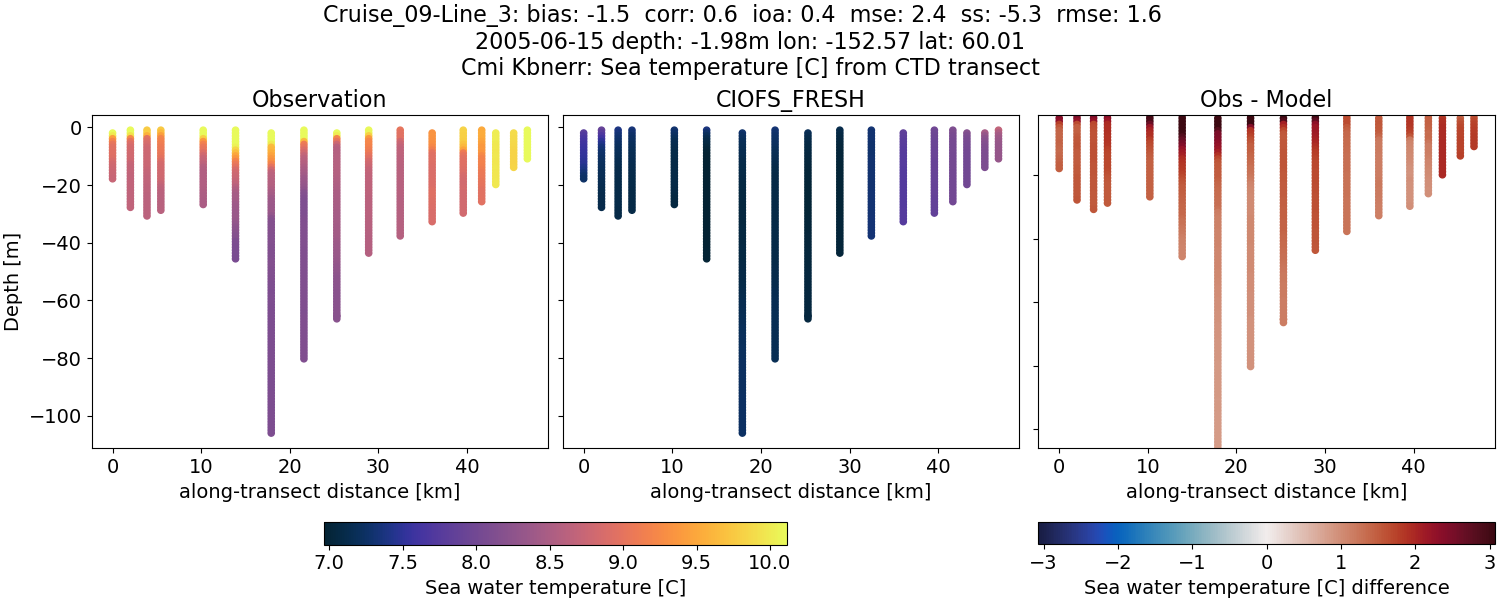 Cruise_09-Line_3: bias: -1.5 corr: 0.6 ioa: 0.4 mse: 2.4 ss: -5.3 rmse: 1.6
2005-06-15 depth: -1.98m lon: -152.57 lat: 60.01
Cmi Kbnerr: Sea temperature [C] from CTD transect
Observation
CIOFS_FRESH
Obs - Model
Depth [m]
0
−20
−40
−60
−80
−100
0 10 20 30 40
0 10 20 30 40
0 10 20 30 40
along-transect distance [km]
along-transect distance [km]
along-transect distance [km]
7.0 7.5 8.0 8.5 9.0 9.5 10.0
Sea water temperature [C]
−3 −2 −1 0 1 2 3
Sea water temperature [C] difference